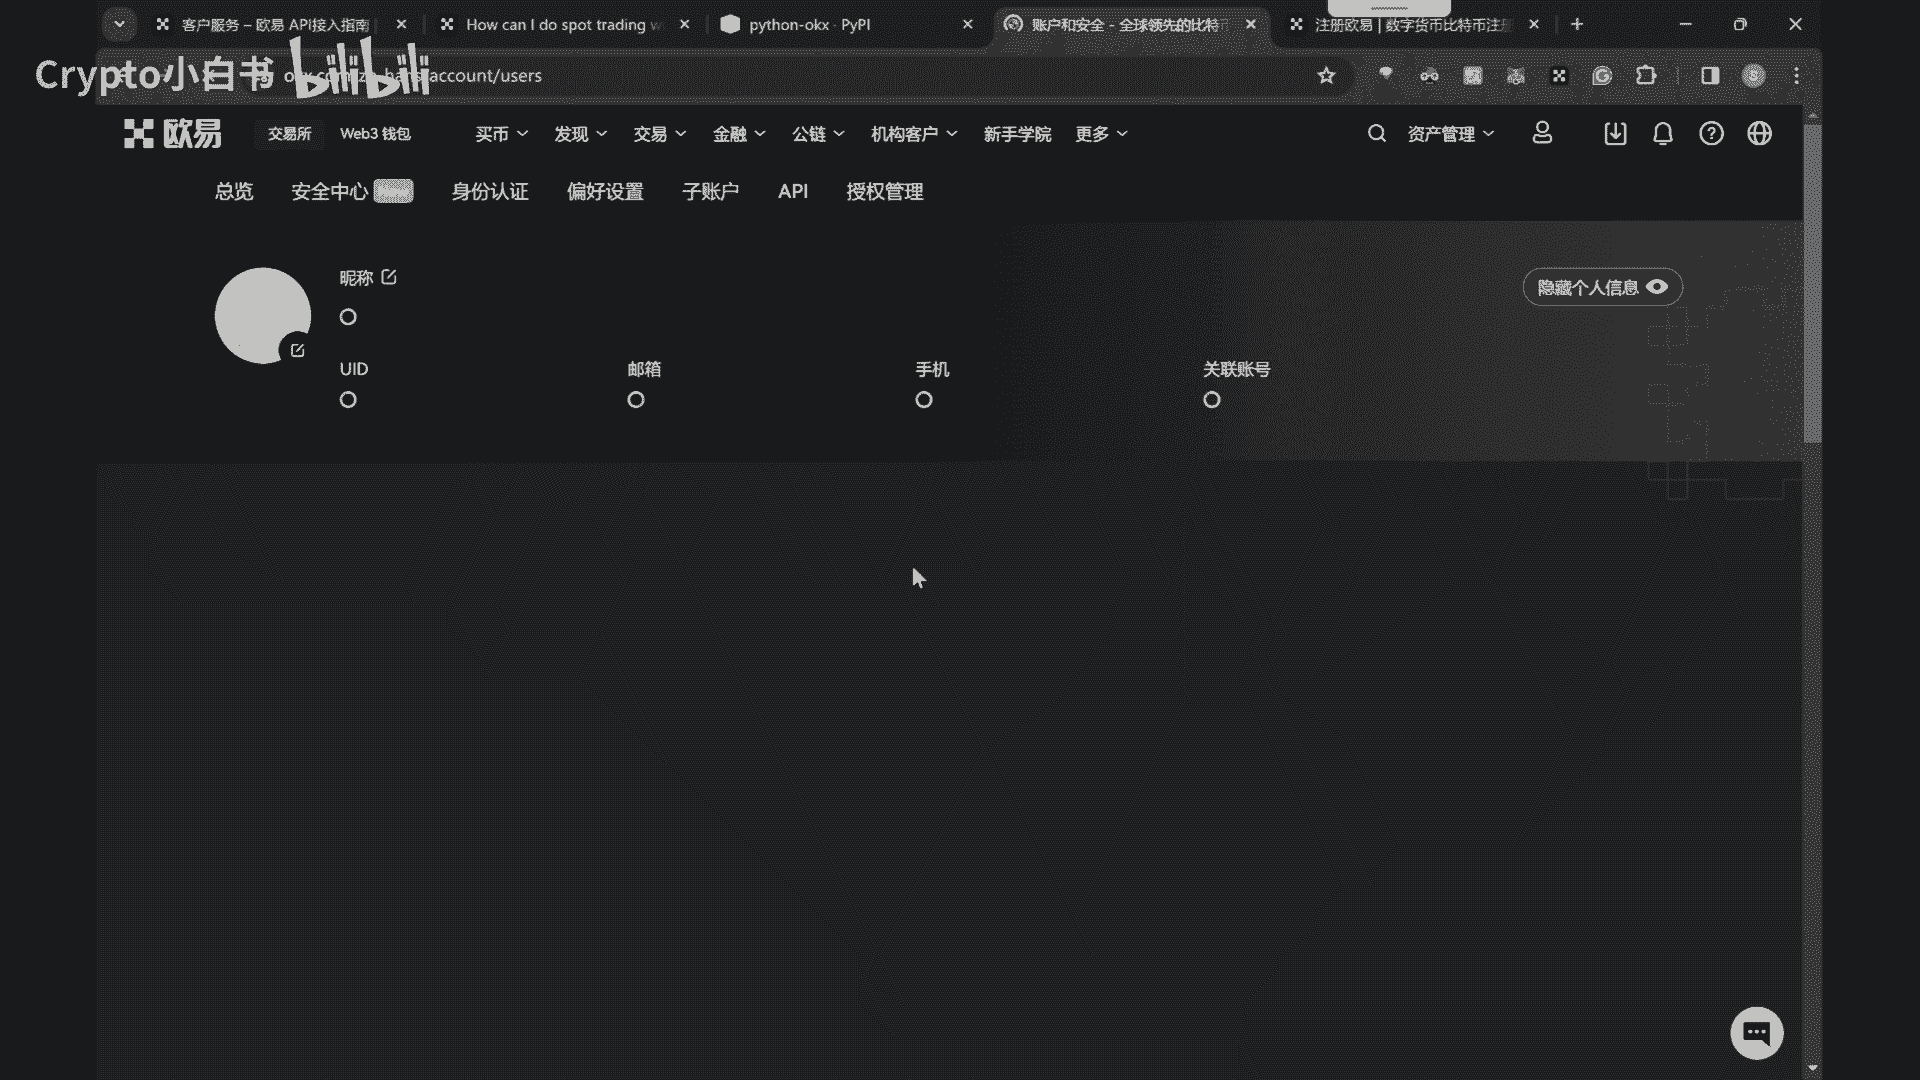 客户服务 – 欧易 API接入指南
How can I do spot trading w
python-okx · PyPI
账户和安全 - 全球领先的比特币
注册欧易 | 数字货币比特币注册
Crypto小白书 bilibili
account/users
欧易
交易所
Web3 钱包
买币
发现
交易
金融
公链
机构客户
新手学院
更多
资产管理
总览
安全中心
身份认证
偏好设置
子账户
API
授权管理
昵称
隐藏个人信息
UID
邮箱
手机
关联账号